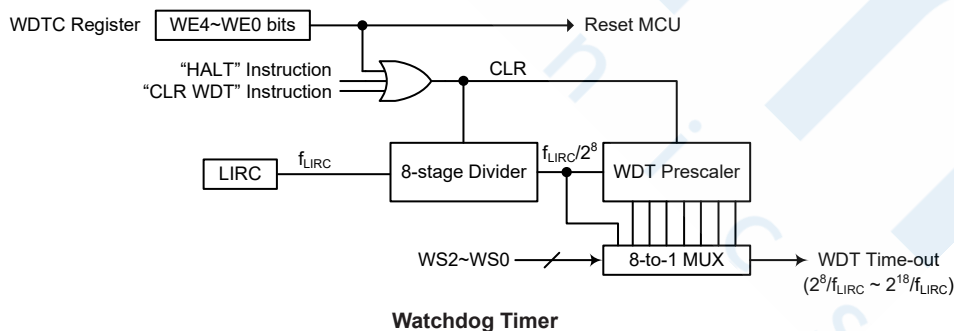 WDTC Register WE4~WE0 bits Reset MCU
“HALT” Instruction
“CLR WDT” Instruction
CLR
LIRC
fLIRC
8-stage Divider
fLIRC/2⁸
WDT Prescaler
WS2~WS0
8-to-1 MUX
WDT Time-out
(2⁸/fLIRC ~ 2¹⁸/fLIRC)
Watchdog Timer